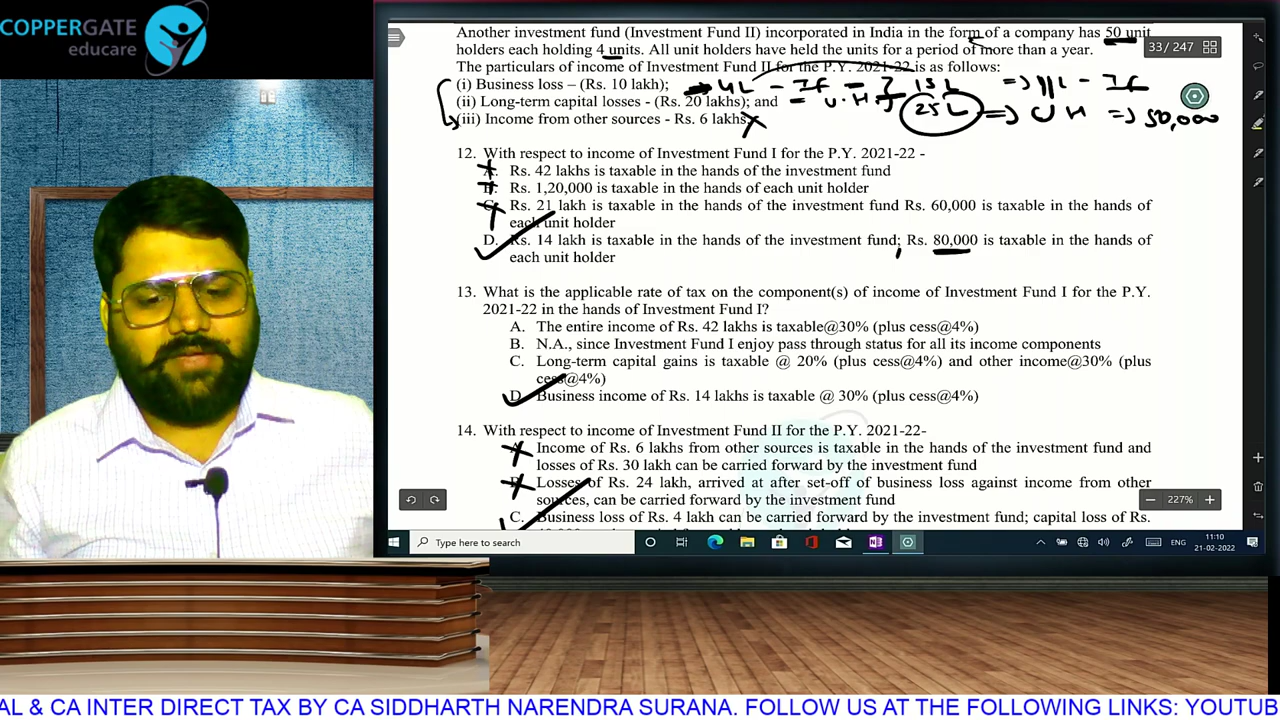 COPPERGATE
educare
Another investment fund (Investment Fund II) incorporated in India in the form of a company has 50 unit
holders each holding 4 units. All unit holders have held the units for a period of more than a year.
33 / 247
The particulars of income of Investment Fund II for the P.Y. 2021-22 is as follows:
(i) Business loss – (Rs. 10 lakh);
(ii) Long-term capital losses - (Rs. 20 lakhs); and
(iii) Income from other sources - Rs. 6 lakhs.
4L - IF = 15 L
U.H
25 L ⇒ U H ⇒ 50,000
12. With respect to income of Investment Fund I for the P.Y. 2021-22 -
A. Rs. 42 lakhs is taxable in the hands of the investment fund
B. Rs. 1,20,000 is taxable in the hands of each unit holder
C. Rs. 21 lakh is taxable in the hands of the investment fund Rs. 60,000 is taxable in the hands of
each unit holder
D. Rs. 14 lakh is taxable in the hands of the investment fund; Rs. 80,000 is taxable in the hands of
each unit holder
13. What is the applicable rate of tax on the component(s) of income of Investment Fund I for the P.Y.
2021-22 in the hands of Investment Fund I?
A. The entire income of Rs. 42 lakhs is taxable@30% (plus cess@4%)
B. N.A., since Investment Fund I enjoy pass through status for all its income components
C. Long-term capital gains is taxable @ 20% (plus cess@4%) and other income@30% (plus
cess@4%)
D. Business income of Rs. 14 lakhs is taxable @ 30% (plus cess@4%)
14. With respect to income of Investment Fund II for the P.Y. 2021-22-
A. Income of Rs. 6 lakhs from other sources is taxable in the hands of the investment fund and
losses of Rs. 30 lakh can be carried forward by the investment fund
B. Losses of Rs. 24 lakh, arrived at after set-off of business loss against income from other
sources, can be carried forward by the investment fund
C. Business loss of Rs. 4 lakh can be carried forward by the investment fund; capital loss of Rs.
227%
Type here to search
ENG
11:10
21-02-2022
AL & CA INTER DIRECT TAX BY CA SIDDHARTH NARENDRA SURANA. FOLLOW US AT THE FOLLOWING LINKS: YOUTUB